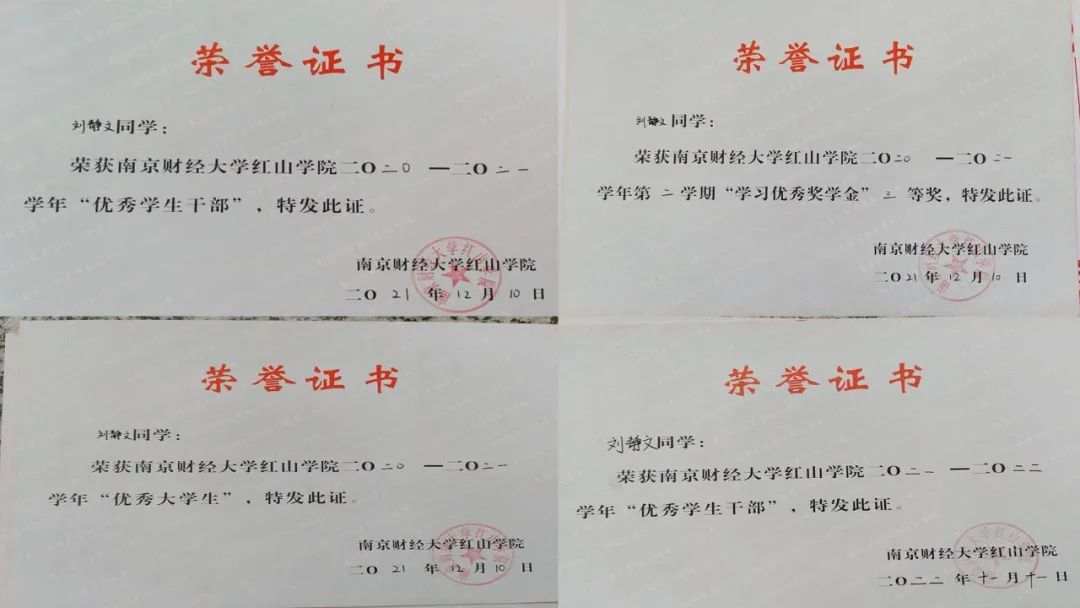 荣誉证书
刘静文同学：
荣获南京财经大学红山学院二〇二〇 一二〇二一
学年“优秀学生干部”，特发此证。
南京财经大学红山学院
二〇21年12月10日
荣誉证书
刘静文同学：
荣获南京财经大学红山学院二〇二〇 一二〇二一
学年第二学期“学习优秀奖学金”三等奖，特发此证。
南京财经大学红山学院
二〇21年12月10日
荣誉证书
刘静文同学：
荣获南京财经大学红山学院二〇二〇 一二〇二一
学年“优秀大学生”，特发此证。
南京财经大学红山学院
二〇21年12月10日
荣誉证书
刘静文同学：
荣获南京财经大学红山学院二〇二一 一二〇二二
学年“优秀学生干部”，特发此证。
南京财经大学红山学院
二〇二二年十一月十一日